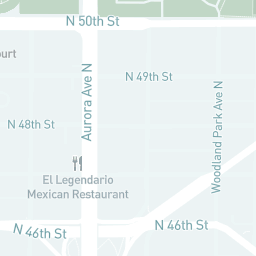 N 50th St
N 49th St
ourt
Aurora Ave N
Woodland Park Ave N
N 48th St
El Legendario
Mexican Restaurant
N 46th St
N 46th St